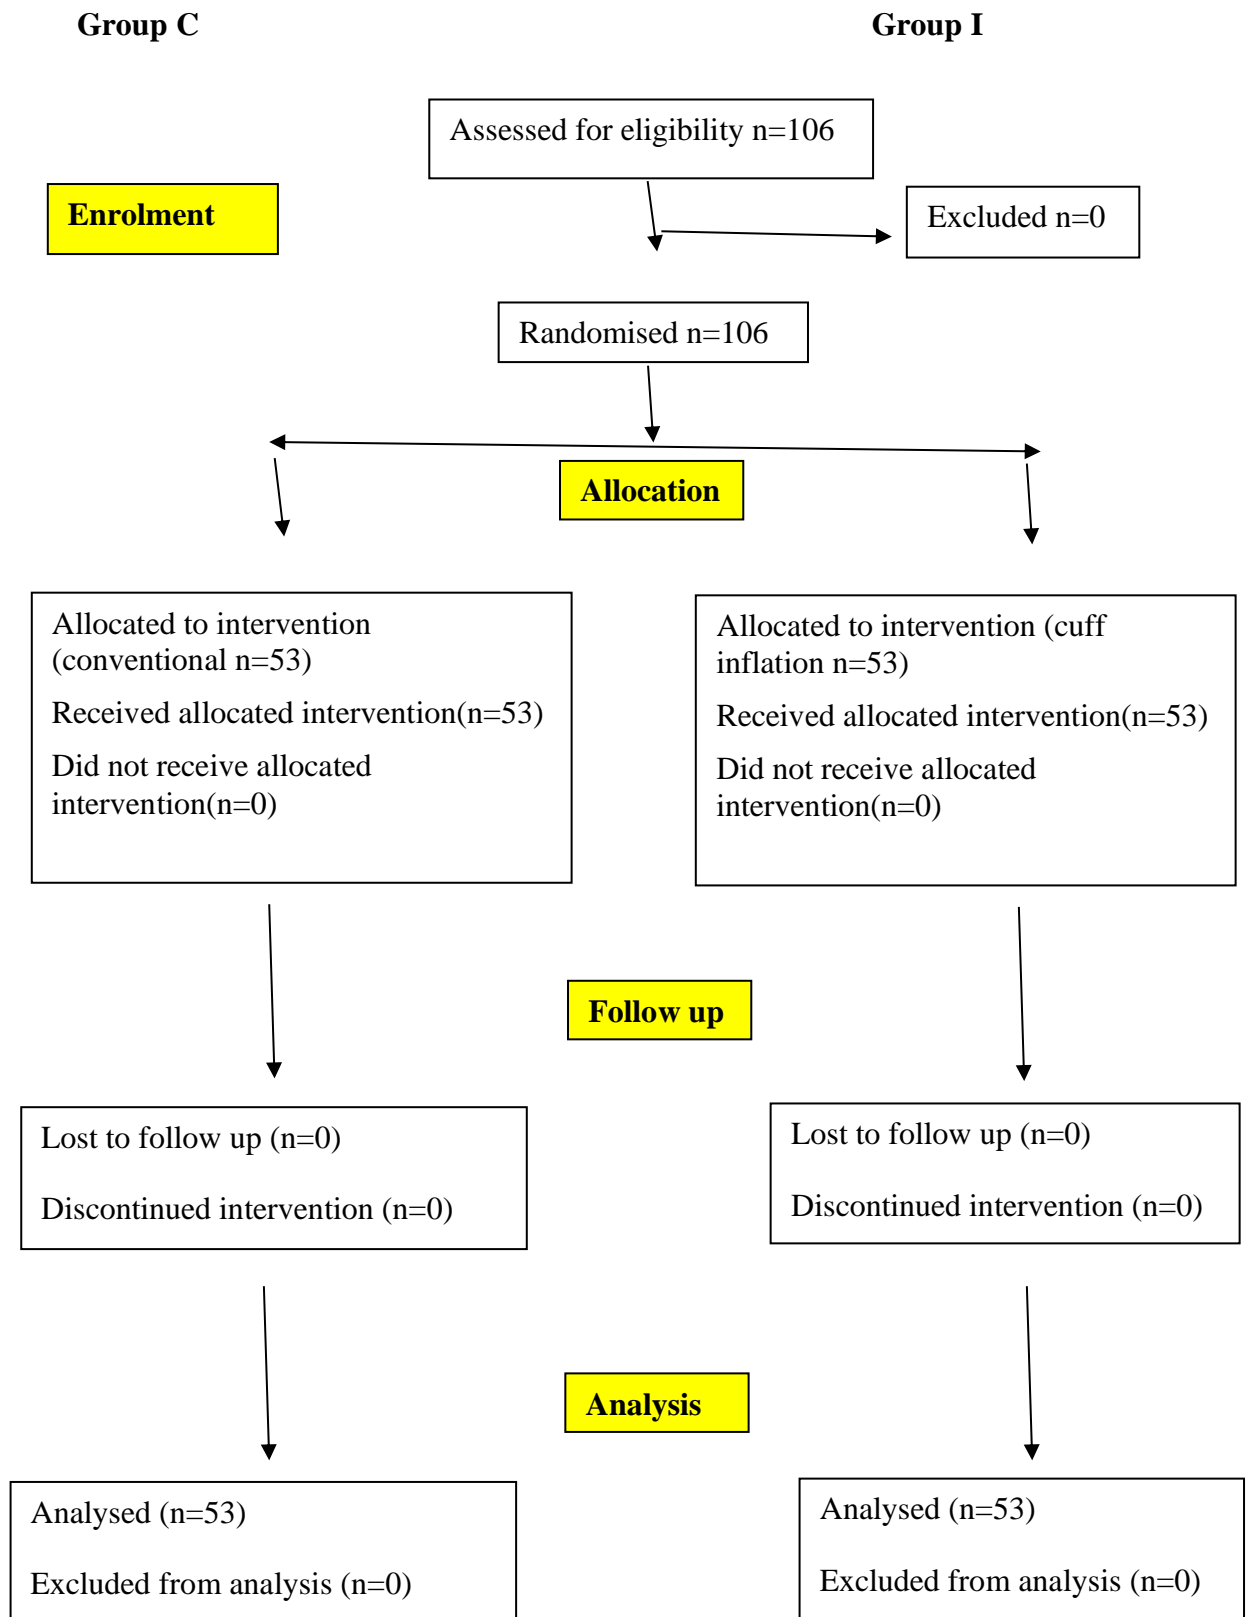 Group C
Group I
Assessed for eligibility n=106
Enrolment
Excluded n=0
Randomised n=106
Allocation
Allocated to intervention
(conventional n=53)
Received allocated intervention(n=53)
Did not receive allocated
intervention(n=0)
Allocated to intervention (cuff
inflation n=53)
Received allocated intervention(n=53)
Did not receive allocated
intervention(n=0)
Follow up
Lost to follow up (n=0)
Discontinued intervention (n=0)
Lost to follow up (n=0)
Discontinued intervention (n=0)
Analysis
Analysed (n=53)
Excluded from analysis (n=0)
Analysed (n=53)
Excluded from analysis (n=0)